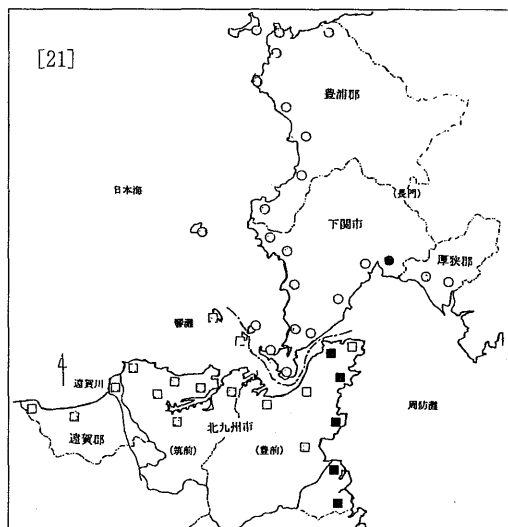 [21]
豊浦郡
日本海
(長門)
下関市
厚狭郡
響灘
遠賀川
周防灘
北九州市
遠賀郡
(筑前)
(豊前)